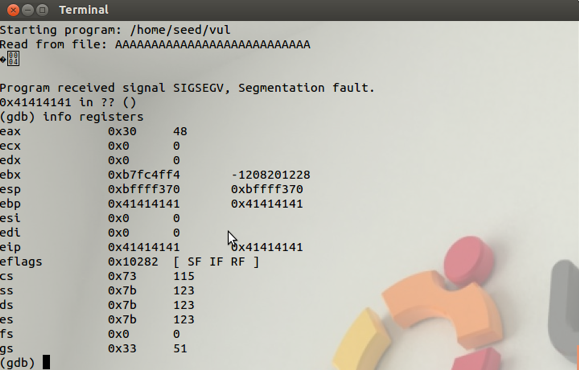 Terminal
Starting program: /home/seed/vul
Read from file: AAAAAAAAAAAAAAAAAAAAAAAAAAA
Program received signal SIGSEGV, Segmentation fault.
0x41414141 in ?? ()
(gdb) info registers
eax 0x30 48
ecx 0x0 0
edx 0x0 0
ebx 0xb7fc4ff4 -1208201228
esp 0xbffff370 0xbffff370
ebp 0x41414141 0x41414141
esi 0x0 0
edi 0x0 0
eip 0x41414141 0x41414141
eflags 0x10282 [ SF IF RF ]
cs 0x73 115
ss 0x7b 123
ds 0x7b 123
es 0x7b 123
fs 0x0 0
gs 0x33 51
(gdb)